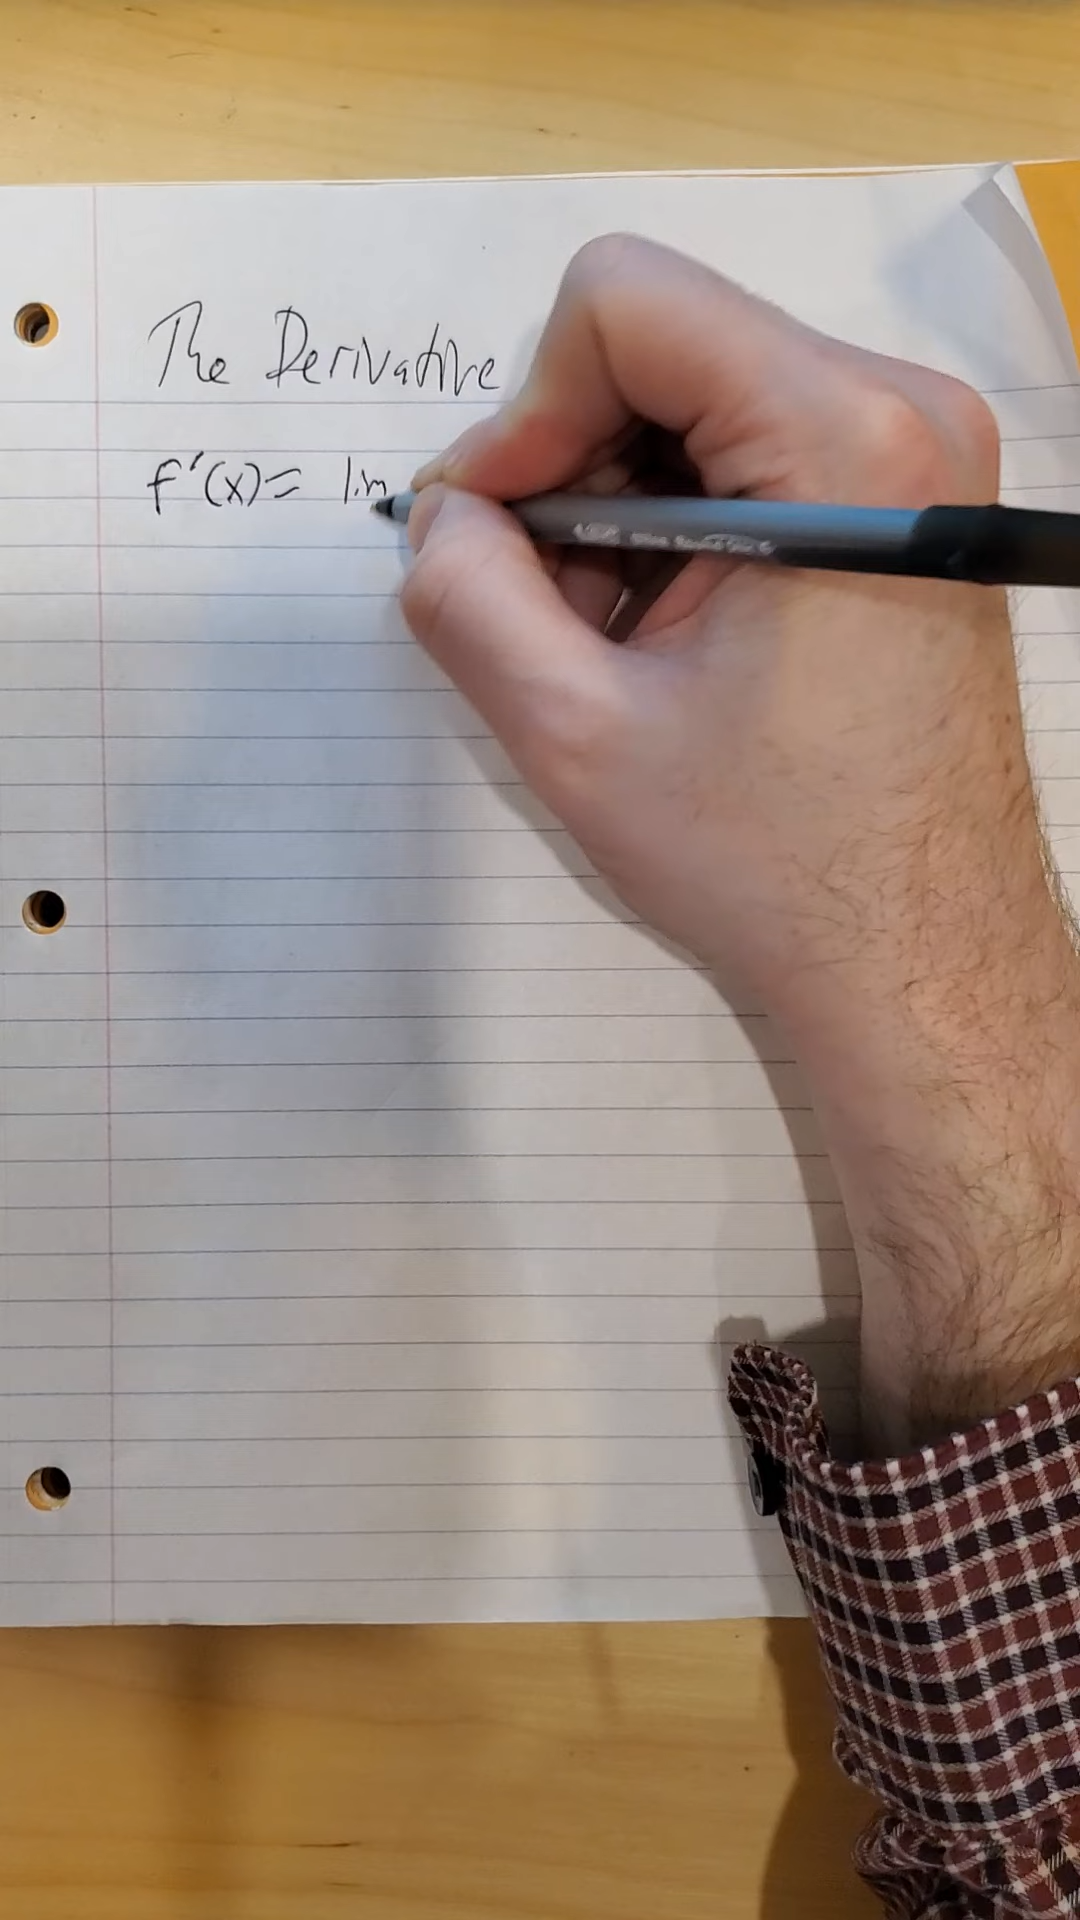 The Derivative
f'(x) = lim